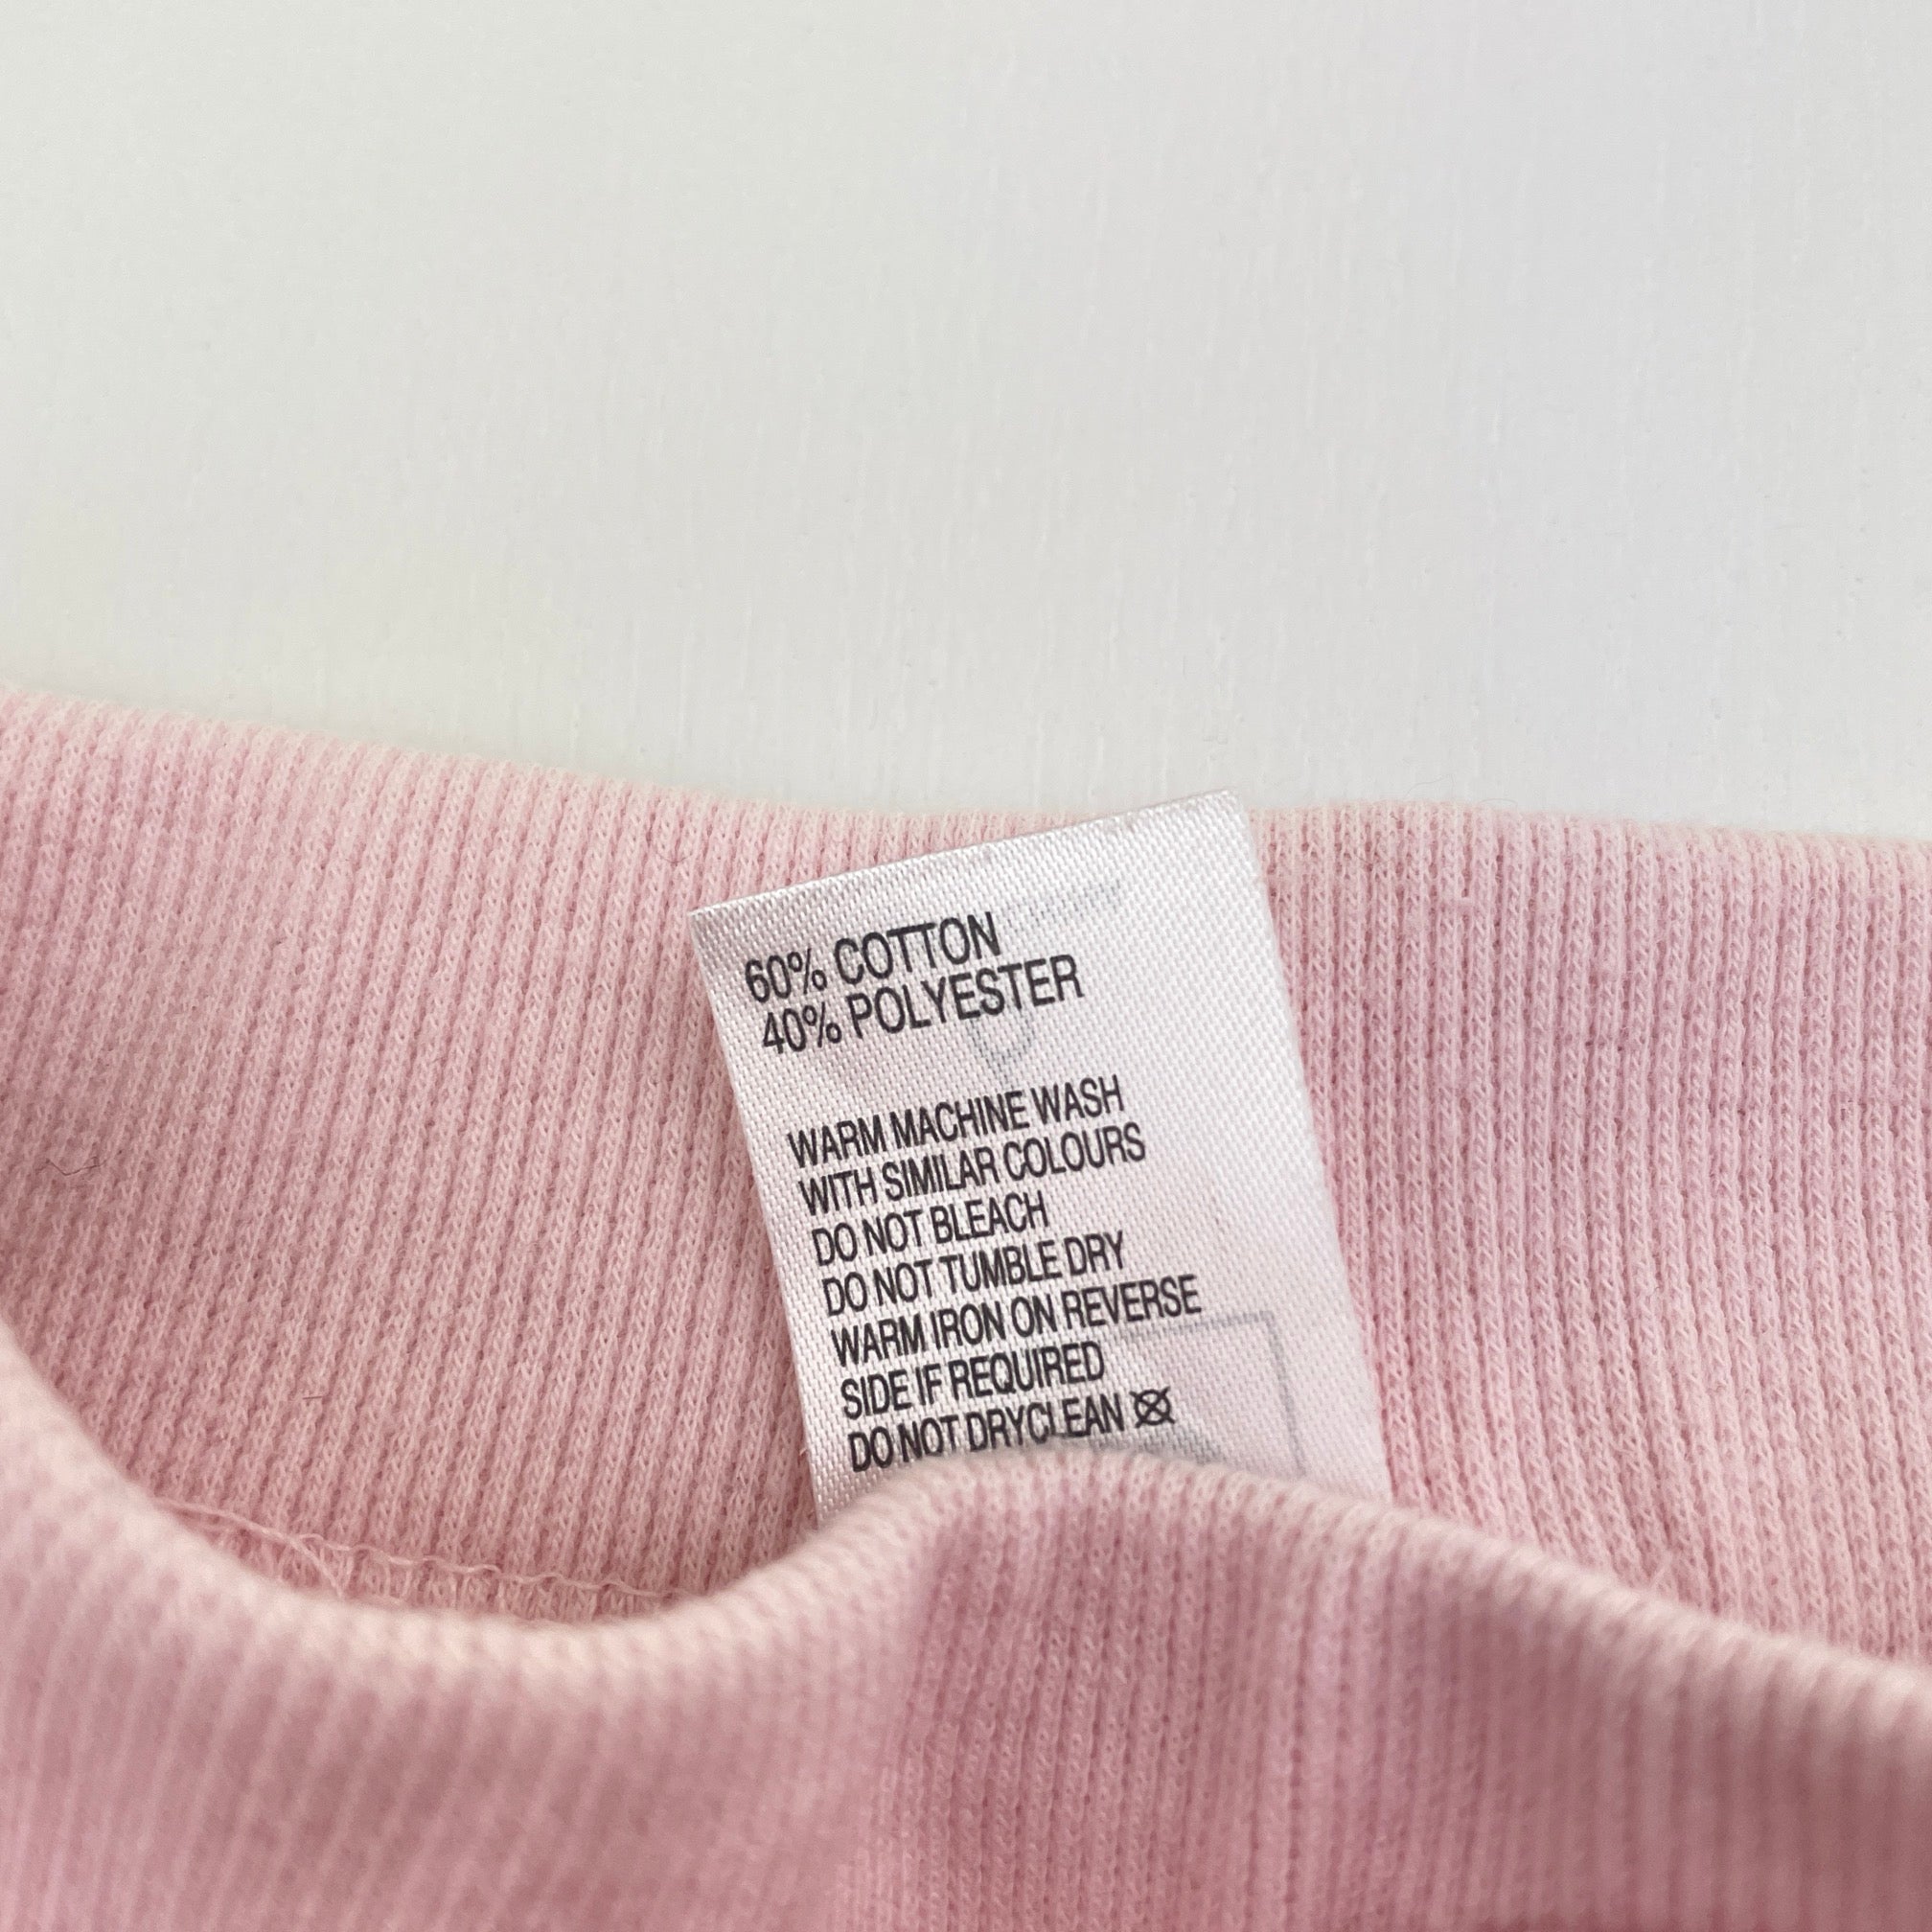 60% COTTON
40% POLYESTER
WARM MACHINE WASH
WITH SIMILAR COLOURS
DO NOT BLEACH
DO NOT TUMBLE DRY
WARM IRON ON REVERSE
SIDE IF REQUIRED
DO NOT DRYCLEAN